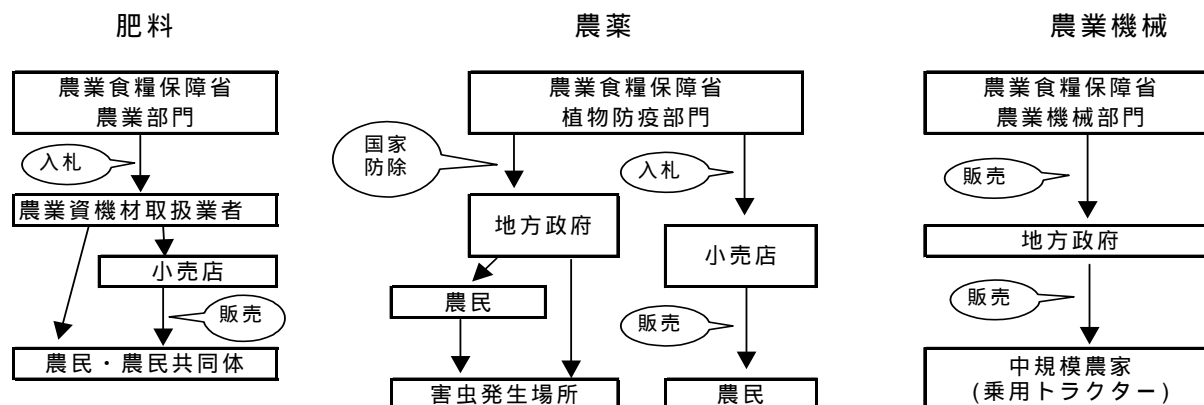 肥料
農業食糧保障省
農業部門
入札
農業資機材取扱業者
小売店
販売
農民・農民共同体
農薬
農業食糧保障省
植物防疫部門
国家
防除
入札
地方政府
小売店
農民
販売
害虫発生場所
農民
農業機械
農業食糧保障省
農業機械部門
販売
地方政府
販売
中規模農家
(乗用トラクター)